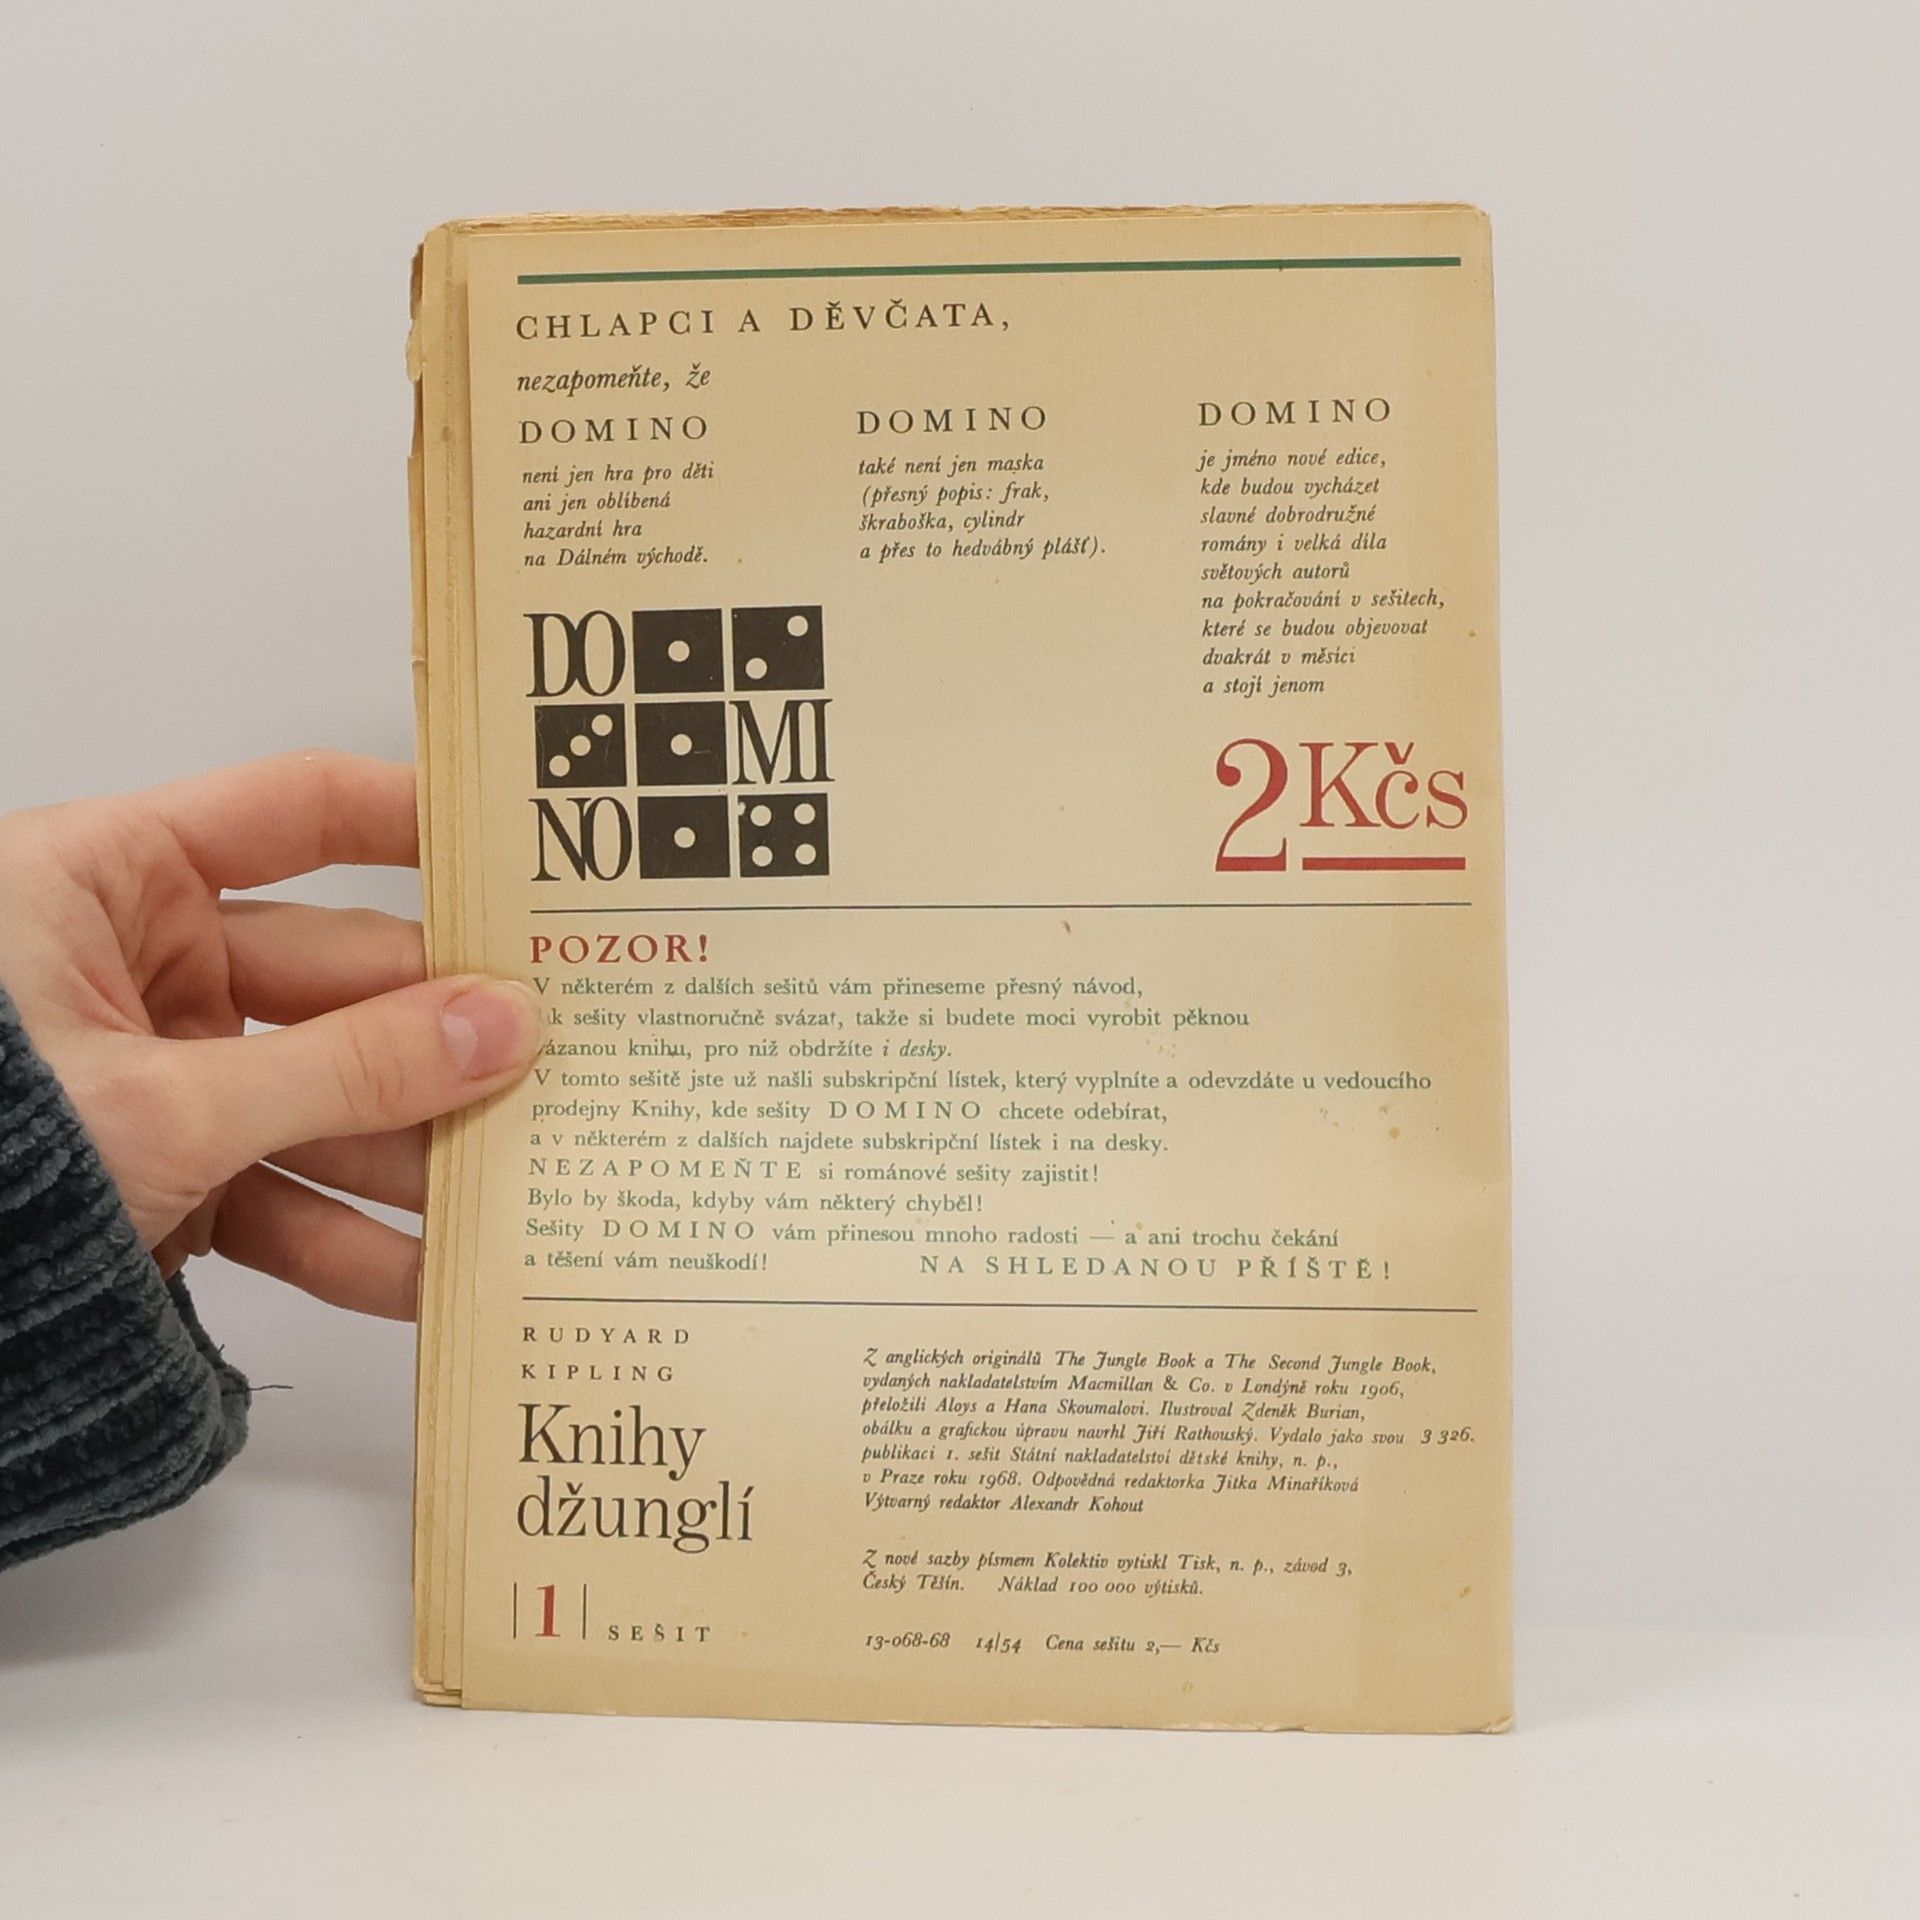 CHLAPCI A DĚVČATA,
nezapomeňte, že
DOMINO
není jen hra pro děti
ani jen oblíbená
hazardní hra
na Dálném východě.
DOMINO
také není jen maska
(přesný popis: frak,
škraboška, cylindr
a přes to hedvábný plášť).
DOMINO
je jméno nové edice,
kde budou vycházet
slavné dobrodružné
romány i velká díla
světových autorů
na pokračování v sešitech,
které se budou objevovat
dvakrát v měsíci
a stojí jenom
DO
MI
NO
2 Kčs
POZOR!
V některém z dalších sešitů vám přineseme přesný návod,
sešity vlastnoručně svázat, takže si budete moci vyrobit pěknou
knihu, pro niž obdržíte i desky.
V tomto sešitě jste už našli subskripční lístek, který vyplníte a odevzdáte u vedoucího
prodejny Knihy, kde sešity DOMINO chcete odebírat,
a v některém z dalších najdete subskripční lístek i na desky.
NEZAPOMEŇTE si románové sešity zajistit!
Bylo by škoda, kdyby vám některý chyběl!
Sešity DOMINO vám přinesou mnoho radosti — a ani trochu čekání
a těšení vám neuškodí! NA SHLEDANOU PŘÍŠTĚ!
RUDYARD
KIPLING
Knihy
džunglí
|1| SEŠIT
Z anglických originálů The Jungle Book a The Second Jungle Book,
vydaných nakladatelstvím Macmillan & Co. v Londýně roku 1906,
přeložili Aloys a Hana Skoumalovi. Ilustroval Zdeněk Burian,
obálku a grafickou úpravu navrhl Jiří Rathouský. Vydalo jako svou 3 326.
publikaci 1. sešit Státní nakladatelství dětské knihy, n. p.,
v Praze roku 1968. Odpovědná redaktorka Jitka Minaříková
Výtvarný redaktor Alexandr Kohout
Z nové sazby písmem Kolektiv vytiskl Tisk, n. p., závod 3,
Český Těšín. Náklad 100 000 výtisků.
13-068-68 14/54 Cena sešitu 2,— Kčs